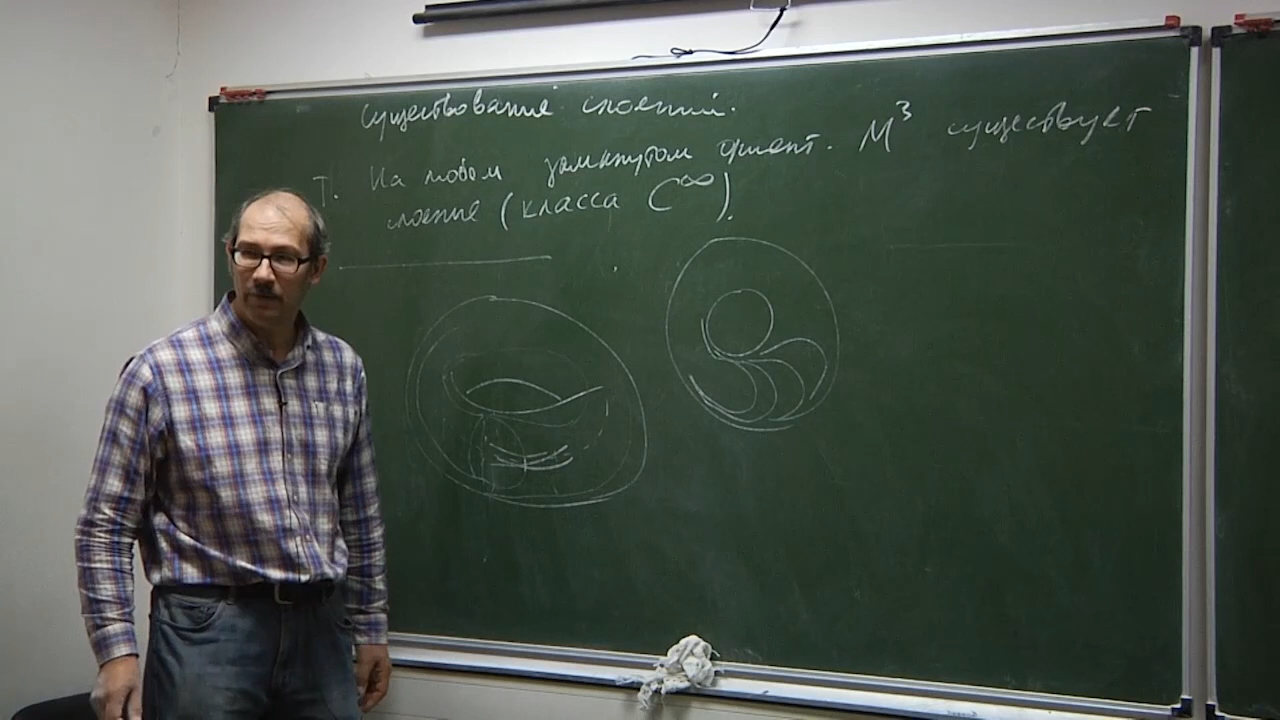 Существование слоений.
Т. На любом замкнутом ориент. M³ существует
слоение (класса C^∞).